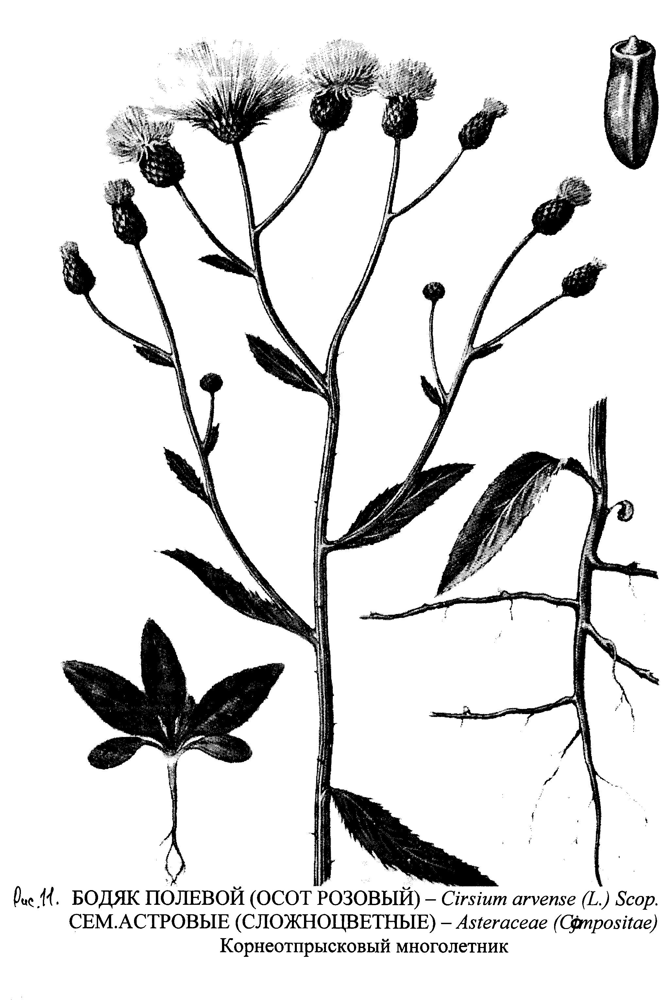 Рис.11. БОДЯК ПОЛЕВОЙ (ОСОТ РОЗОВЫЙ) – Cirsium arvense (L.) Scop.
СЕМ.АСТРОВЫЕ (СЛОЖНОЦВЕТНЫЕ) – Asteraceae (Compositae)
Корнеотпрысковый многолетник